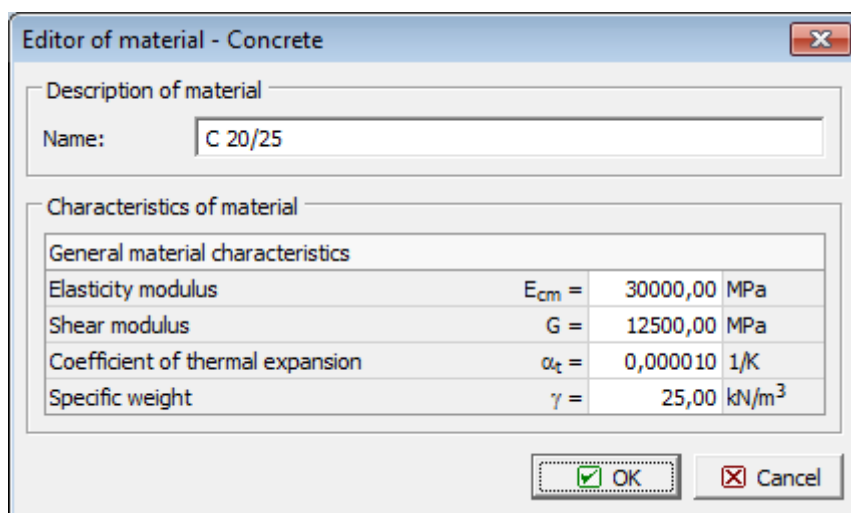 Editor of material - Concrete
Description of material
Name: C 20/25
Characteristics of material
General material characteristics
Elasticity modulus Ecm = 30000,00 MPa
Shear modulus G = 12500,00 MPa
Coefficient of thermal expansion αt = 0,000010 1/K
Specific weight γ = 25,00 kN/m³
OK Cancel